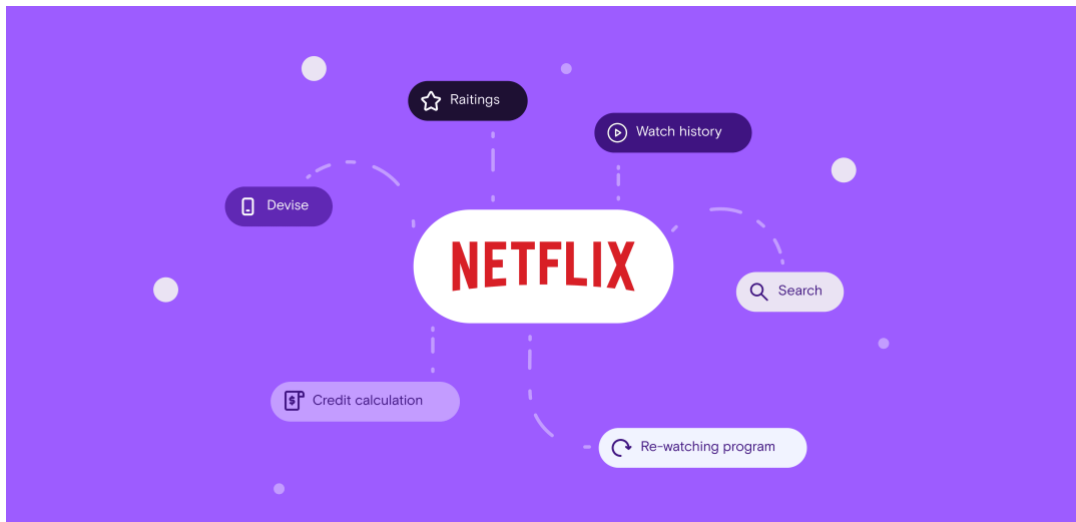 Raitings
Watch history
Devise
NETFLIX
Search
Credit calculation
Re-watching program